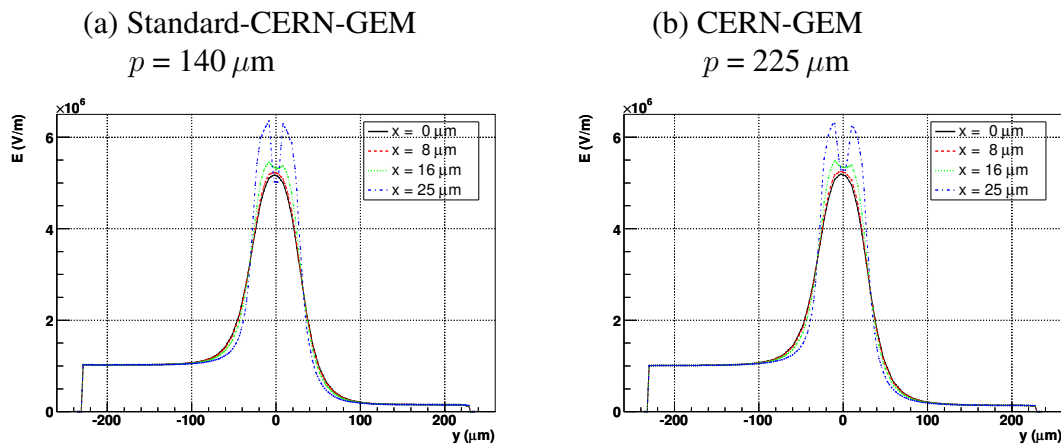 (a) Standard-CERN-GEM
p = 140 μm
×10⁶
E (V/m)
6
4
2
0
x = 0 μm
x = 8 μm
x = 16 μm
x = 25 μm
-200
-100
0
100
200
y (μm)
(b) CERN-GEM
p = 225 μm
×10⁶
E (V/m)
6
4
2
0
x = 0 μm
x = 8 μm
x = 16 μm
x = 25 μm
-200
-100
0
100
200
y (μm)